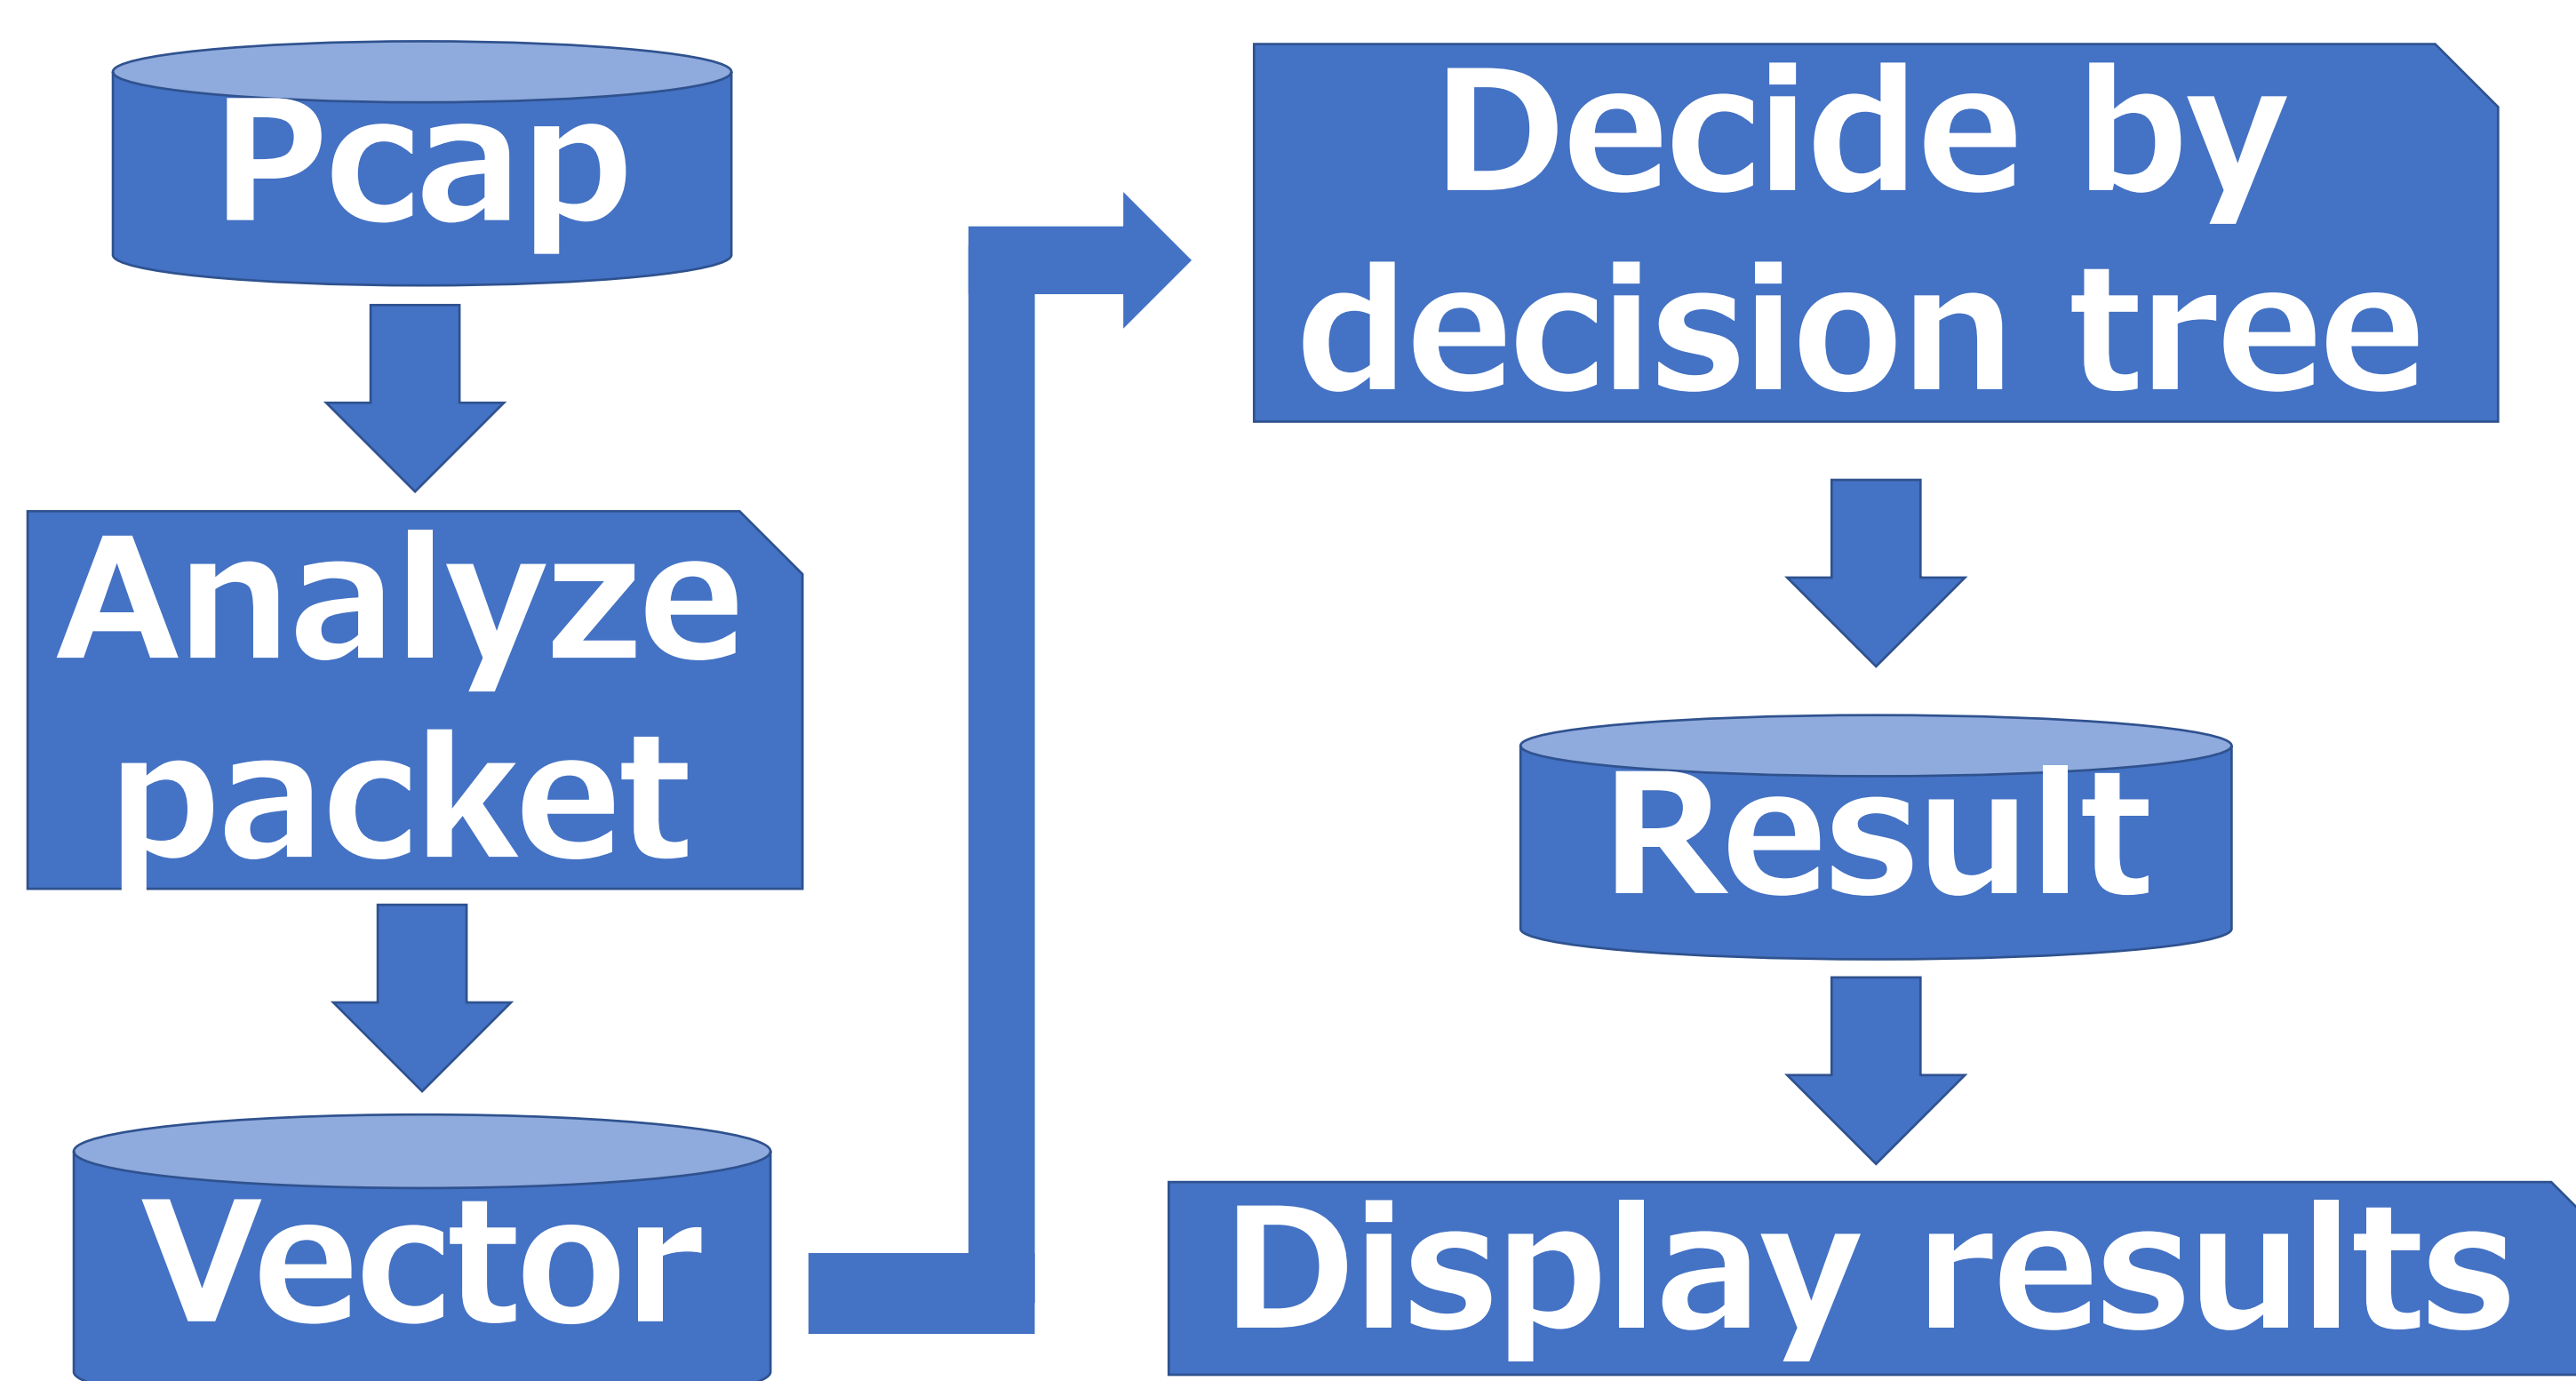 Pcap
Analyze
packet
Vector
Decide by
decision tree
Result
Display results